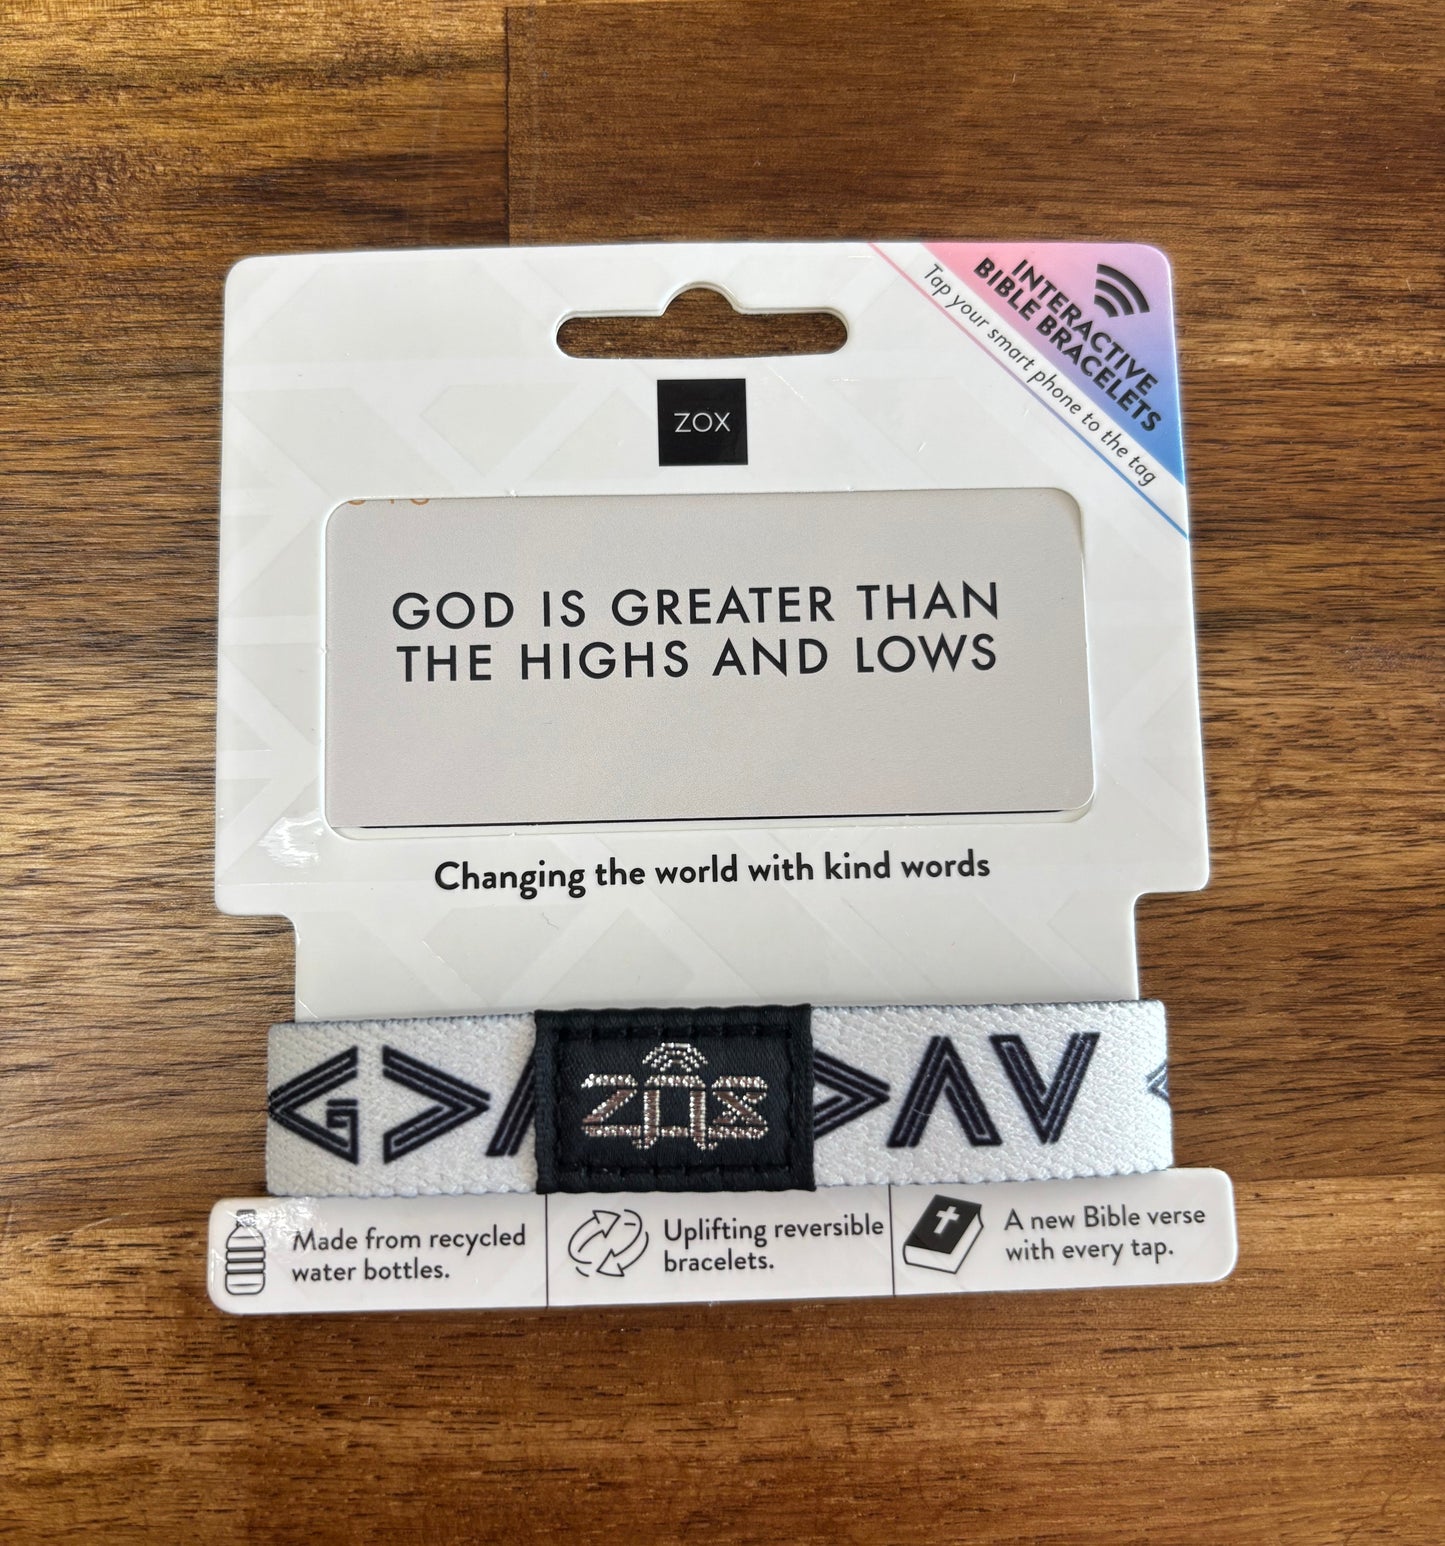 INTERACTIVE
BIBLE BRACELETS
Tap your smart phone to the tag
ZOX
GOD IS GREATER THAN
THE HIGHS AND LOWS
Changing the world with kind words
G>Λ
ZOX
>ΛV
Made from recycled
water bottles.
Uplifting reversible
bracelets.
A new Bible verse
with every tap.